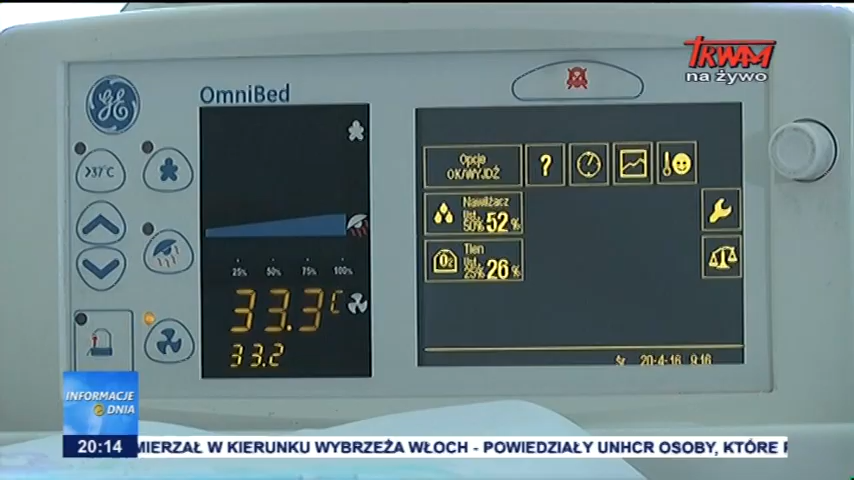 TRWAM
na żywo
GE
OmniBed
>37°C
Opcje
OK/WYJDŹ
?
Nawilżacz
Ust. 50% 52%
Tlen
O2
Ust. 25% 26%
25% 50% 75% 100%
33.3 C
33.2
Śr 20-4-16 9:16
INFORMACJE
DNIA
20:14
MIERZAŁ W KIERUNKU WYBRZEŻA WŁOCH - POWIEDZIAŁY UNHCR OSOBY, KTÓRE